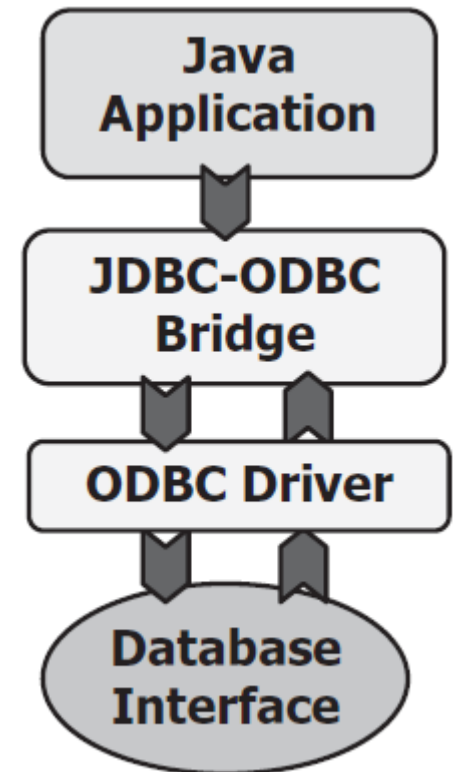 Java
Application
JDBC-ODBC
Bridge
ODBC Driver
Database
Interface